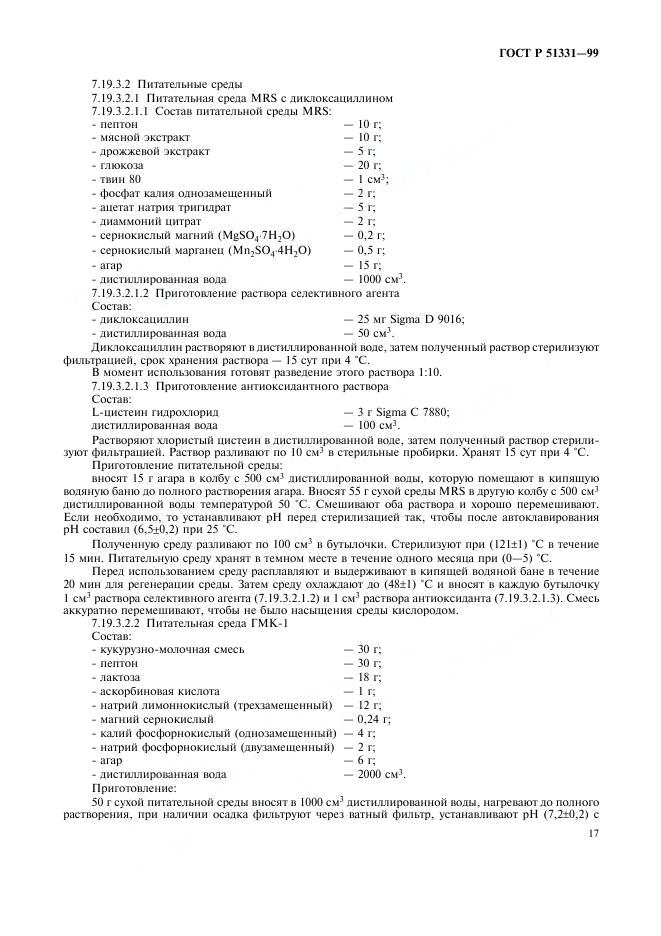 ГОСТ Р 51331—99
7.19.3.2 Питательные среды
7.19.3.2.1 Питательная среда MRS с диклоксациллином
7.19.3.2.1.1 Состав питательной среды MRS:
- пептон — 10 г;
- мясной экстракт — 10 г;
- дрожжевой экстракт — 5 г;
- глюкоза — 20 г;
- твин 80 — 1 см³;
- фосфат калия однозамещенный — 2 г;
- ацетат натрия тригидрат — 5 г;
- диаммоний цитрат — 2 г;
- сернокислый магний (MgSO₄·7H₂O) — 0,2 г;
- сернокислый марганец (Mn₂SO₄·4H₂O) — 0,5 г;
- агар — 15 г;
- дистиллированная вода — 1000 см³.
7.19.3.2.1.2 Приготовление раствора селективного агента
Состав:
- диклоксациллин — 25 мг Sigma D 9016;
- дистиллированная вода — 50 см³.
Диклоксациллин растворяют в дистиллированной воде, затем полученный раствор стерилизуют
фильтрацией, срок хранения раствора — 15 сут при 4 °С.
В момент использования готовят разведение этого раствора 1:10.
7.19.3.2.1.3 Приготовление антиоксидантного раствора
Состав:
L-цистеин гидрохлорид — 3 г Sigma C 7880;
дистиллированная вода — 100 см³.
Растворяют хлористый цистеин в дистиллированной воде, затем полученный раствор стерили-
зуют фильтрацией. Раствор разливают по 10 см³ в стерильные пробирки. Хранят 15 сут при 4 °С.
Приготовление питательной среды:
вносят 15 г агара в колбу с 500 см³ дистиллированной воды, которую помещают в кипящую
водяную баню до полного растворения агара. Вносят 55 г сухой среды MRS в другую колбу с 500 см³
дистиллированной воды температурой 50 °С. Смешивают оба раствора и хорошо перемешивают.
Если необходимо, то устанавливают pH перед стерилизацией так, чтобы после автоклавирования
pH составил (6,5±0,2) при 25 °С.
Полученную среду разливают по 100 см³ в бутылочки. Стерилизуют при (121±1) °С в течение
15 мин. Питательную среду хранят в темном месте в течение одного месяца при (0—5) °С.
Перед использованием среду расплавляют и выдерживают в кипящей водяной бане в течение
20 мин для регенерации среды. Затем среду охлаждают до (48±1) °С и вносят в каждую бутылочку
1 см³ раствора селективного агента (7.19.3.2.1.2) и 1 см³ раствора антиоксиданта (7.19.3.2.1.3). Смесь
аккуратно перемешивают, чтобы не было насыщения среды кислородом.
7.19.3.2.2 Питательная среда ГМК-1
Состав:
- кукурузно-молочная смесь — 30 г;
- пептон — 30 г;
- лактоза — 18 г;
- аскорбиновая кислота — 1 г;
- натрий лимоннокислый (трехзамещенный) — 12 г;
- магний сернокислый — 0,24 г;
- калий фосфорнокислый (однозамещенный) — 4 г;
- натрий фосфорнокислый (двузамещенный) — 2 г;
- агар — 6 г;
- дистиллированная вода — 2000 см³.
Приготовление:
50 г сухой питательной среды вносят в 1000 см³ дистиллированной воды, нагревают до полного
растворения, при наличии осадка фильтруют через ватный фильтр, устанавливают pH (7,2±0,2) с
17